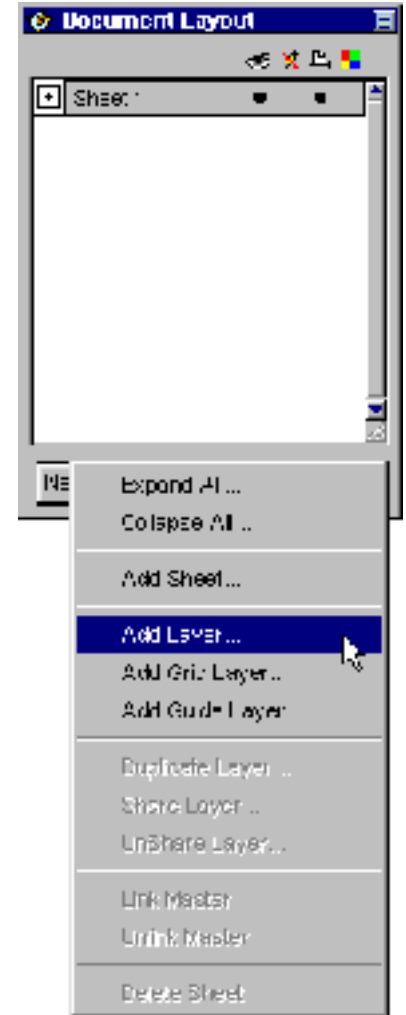 Document Layout
Sheet 1
Ne
Expand All...
Collapse All...
Add Sheet...
Add Layer...
Add Grid Layer...
Add Guide Layer
Duplicate Layer...
Share Layer...
UnShare Layer...
Link Master
Unlink Master
Delete Sheet